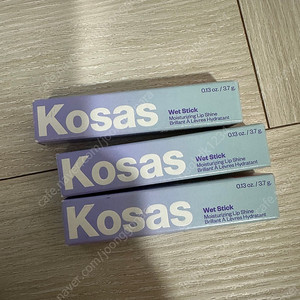 0.13 oz. / 3.7 g.
Kosas
Wet Stick
Moisturizing Lip Shine
Brillant À Lèvres Hydratant
0.13 oz. / 3.7 g.
Kosas
Wet Stick
Moisturizing Lip Shine
Brillant À Lèvres Hydratant
0.13 oz. / 3.7 g.
Kosas
Wet Stick
Moisturizing Lip Shine
Brillant À Lèvres Hydratant